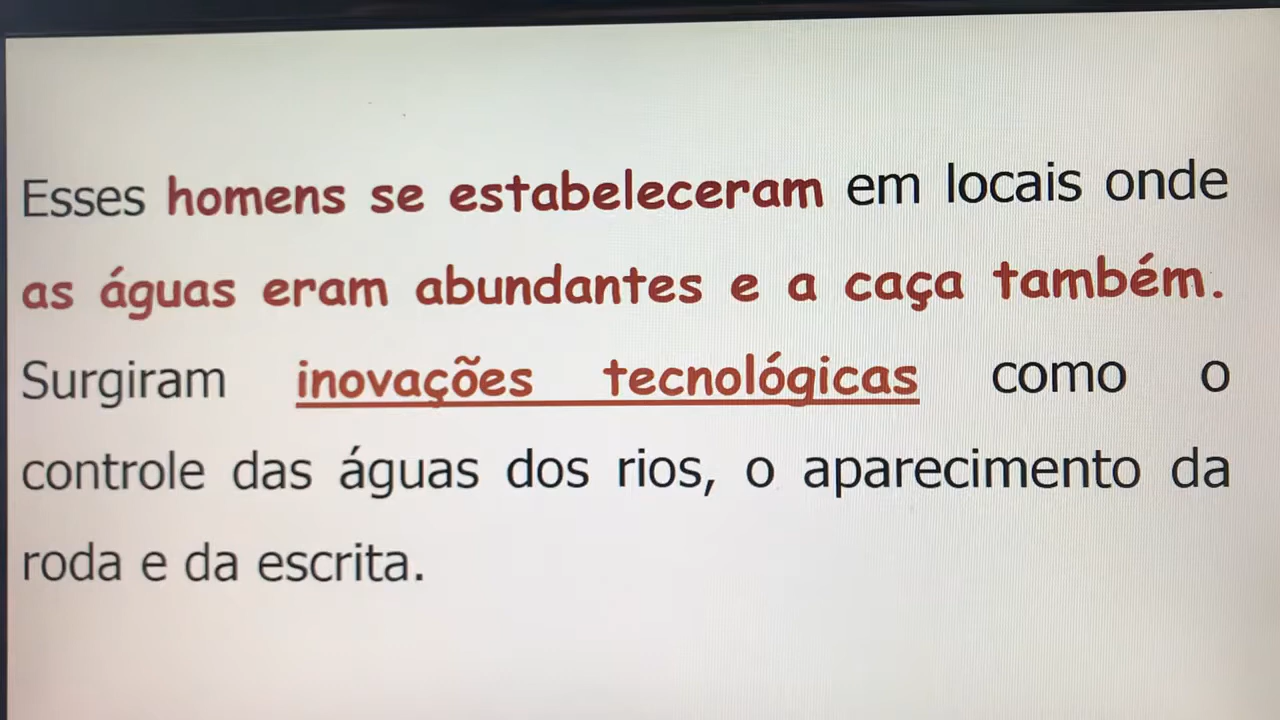 Esses homens se estabeleceram em locais onde
as águas eram abundantes e a caça também.
Surgiram inovações tecnológicas como o
controle das águas dos rios, o aparecimento da
roda e da escrita.